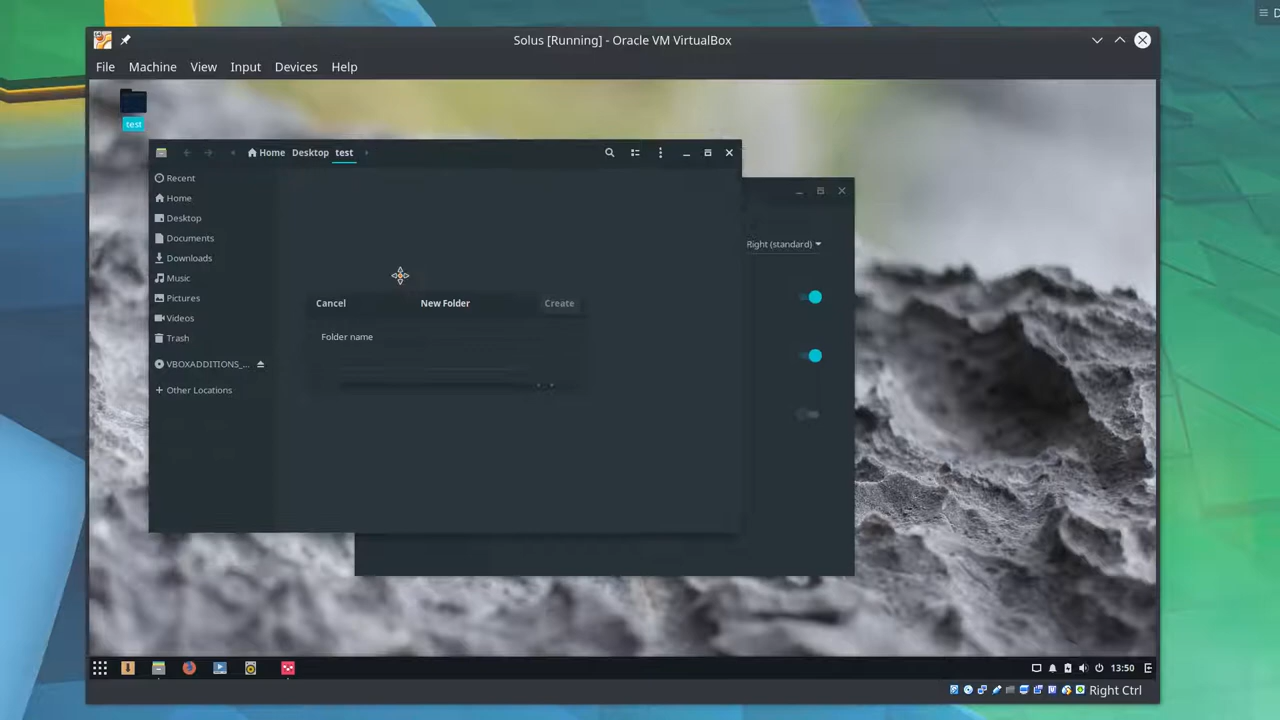 D
Solus [Running] - Oracle VM VirtualBox
File Machine View Input Devices Help
test
Home Desktop test
Recent
Home
Desktop
Documents
Downloads
Music
Pictures
Videos
Trash
VBOXADDITIONS_...
Other Locations
Cancel New Folder Create
Folder name
Right (standard)
13:50
Right Ctrl